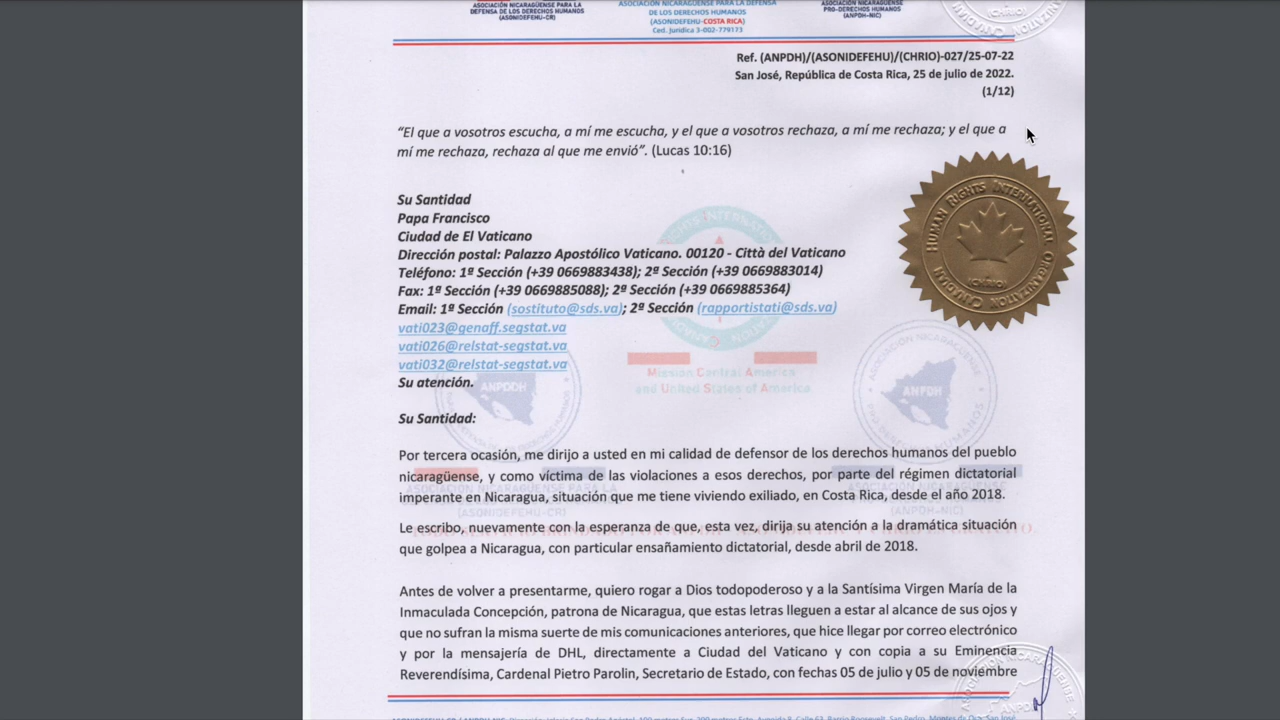 ASOCIACIÓN NICARAGÜENSE PARA LA
DEFENSA DE LOS DERECHOS HUMANOS
(ASONIDEFEHU-CR)
ASOCIACIÓN NICARAGÜENSE PARA LA DEFENSA
DE LOS DERECHOS HUMANOS
(ASONIDEFEHU-COSTA RICA)
Ced. Jurídica 3-002-779173
ASOCIACIÓN NICARAGÜENSE
PRO-DERECHOS HUMANOS
(ANPDH-NIC)
Ref. (ANPDH)/(ASONIDEFEHU)/(CHRIO)-027/25-07-22
San José, República de Costa Rica, 25 de julio de 2022.
(1/12)
“El que a vosotros escucha, a mí me escucha, y el que a vosotros rechaza, a mí me rechaza; y el que a
mí me rechaza, rechaza al que me envió”. (Lucas 10:16)
Su Santidad
Papa Francisco
Ciudad de El Vaticano
Dirección postal: Palazzo Apostólico Vaticano. 00120 - Città del Vaticano
Teléfono: 1ª Sección (+39 0669883438); 2ª Sección (+39 0669883014)
Fax: 1ª Sección (+39 0669885088); 2ª Sección (+39 0669885364)
Email: 1ª Sección (sostituto@sds.va); 2ª Sección (rapportistati@sds.va)
vati023@genaff.segstat.va
vati026@relstat-segstat.va
vati032@relstat-segstat.va
Su atención.
HUMAN RIGHTS INTERNATIONAL ORGANIZATION CANADIAN
(CHRIO)
Mission Central America
and United States of America
ANPDDH
ANPDH
Su Santidad:
Por tercera ocasión, me dirijo a usted en mi calidad de defensor de los derechos humanos del pueblo
nicaragüense, y como víctima de las violaciones a esos derechos, por parte del régimen dictatorial
imperante en Nicaragua, situación que me tiene viviendo exiliado, en Costa Rica, desde el año 2018.
(ASONIDEFEHU-CR)
(ANPDH-NIC)
Le escribo, nuevamente con la esperanza de que, esta vez, dirija su atención a la dramática situación
que golpea a Nicaragua, con particular ensañamiento dictatorial, desde abril de 2018.
Antes de volver a presentarme, quiero rogar a Dios todopoderoso y a la Santísima Virgen María de la
Inmaculada Concepción, patrona de Nicaragua, que estas letras lleguen a estar al alcance de sus ojos y
que no sufran la misma suerte de mis comunicaciones anteriores, que hice llegar por correo electrónico
y por la mensajería de DHL, directamente a Ciudad del Vaticano y con copia a su Eminencia
Reverendísima, Cardenal Pietro Parolin, Secretario de Estado, con fechas 05 de julio y 05 de noviembre